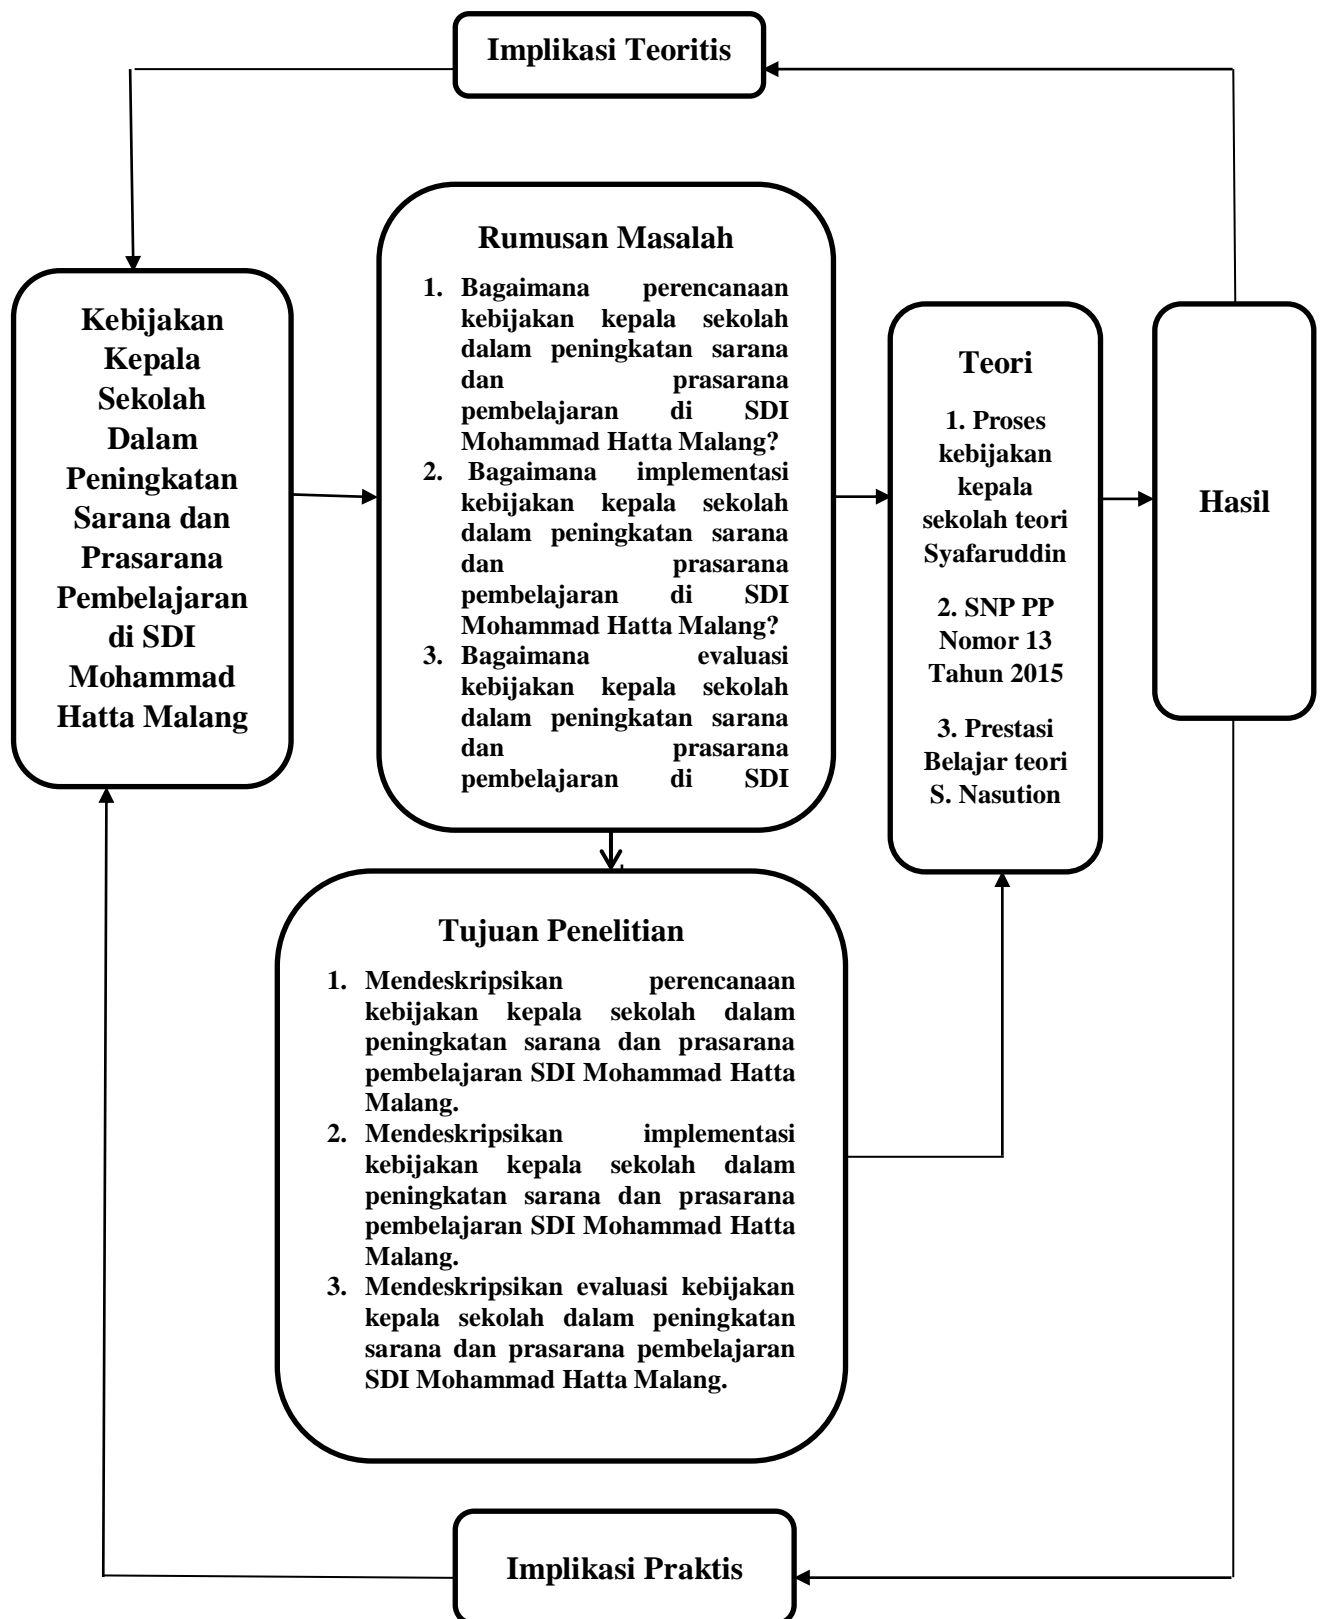 Implikasi Teoritis
Kebijakan
Kepala
Sekolah
Dalam
Peningkatan
Sarana dan
Prasarana
Pembelajaran
di SDI
Mohammad
Hatta Malang
Rumusan Masalah
1. Bagaimana perencanaan
kebijakan kepala sekolah
dalam peningkatan sarana
dan prasarana
pembelajaran di SDI
Mohammad Hatta Malang?
2. Bagaimana implementasi
kebijakan kepala sekolah
dalam peningkatan sarana
dan prasarana
pembelajaran di SDI
Mohammad Hatta Malang?
3. Bagaimana evaluasi
kebijakan kepala sekolah
dalam peningkatan sarana
dan prasarana
pembelajaran di SDI
Teori
1. Proses
kebijakan
kepala
sekolah teori
Syafaruddin
2. SNP PP
Nomor 13
Tahun 2015
3. Prestasi
Belajar teori
S. Nasution
Hasil
Tujuan Penelitian
1. Mendeskripsikan perencanaan
kebijakan kepala sekolah dalam
peningkatan sarana dan prasarana
pembelajaran SDI Mohammad Hatta
Malang.
2. Mendeskripsikan implementasi
kebijakan kepala sekolah dalam
peningkatan sarana dan prasarana
pembelajaran SDI Mohammad Hatta
Malang.
3. Mendeskripsikan evaluasi kebijakan
kepala sekolah dalam peningkatan
sarana dan prasarana pembelajaran
SDI Mohammad Hatta Malang.
Implikasi Praktis